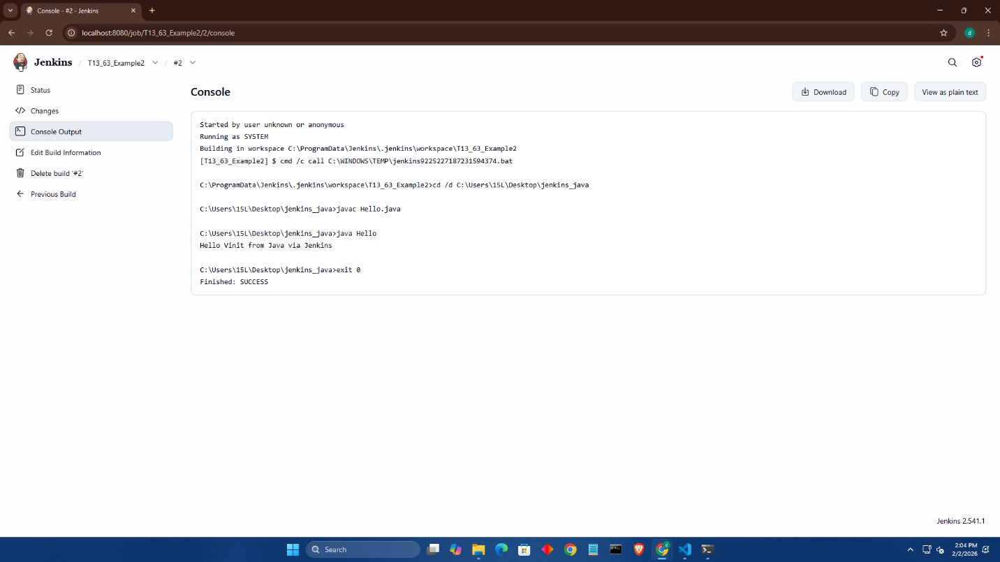 Console - #2 - Jenkins
localhost:8080/job/T13_63_Example2/2/console
d
Jenkins / T13_63_Example2 / #2
Status
Changes
Console Output
Edit Build Information
Delete build '#2'
Previous Build
Console
Download
Copy
View as plain text
Started by user unknown or anonymous
Running as SYSTEM
Building in workspace C:\ProgramData\Jenkins\.jenkins\workspace\T13_63_Example2
[T13_63_Example2] $ cmd /c call C:\WINDOWS\TEMP\jenkins9225227187231594374.bat
C:\ProgramData\Jenkins\.jenkins\workspace\T13_63_Example2>cd /d C:\Users\15L\Desktop\jenkins_java
C:\Users\15L\Desktop\jenkins_java>javac Hello.java
C:\Users\15L\Desktop\jenkins_java>java Hello
Hello Vinit from Java via Jenkins
C:\Users\15L\Desktop\jenkins_java>exit 0
Finished: SUCCESS
Jenkins 2.541.1
Search
d
2:04 PM
2/2/2026